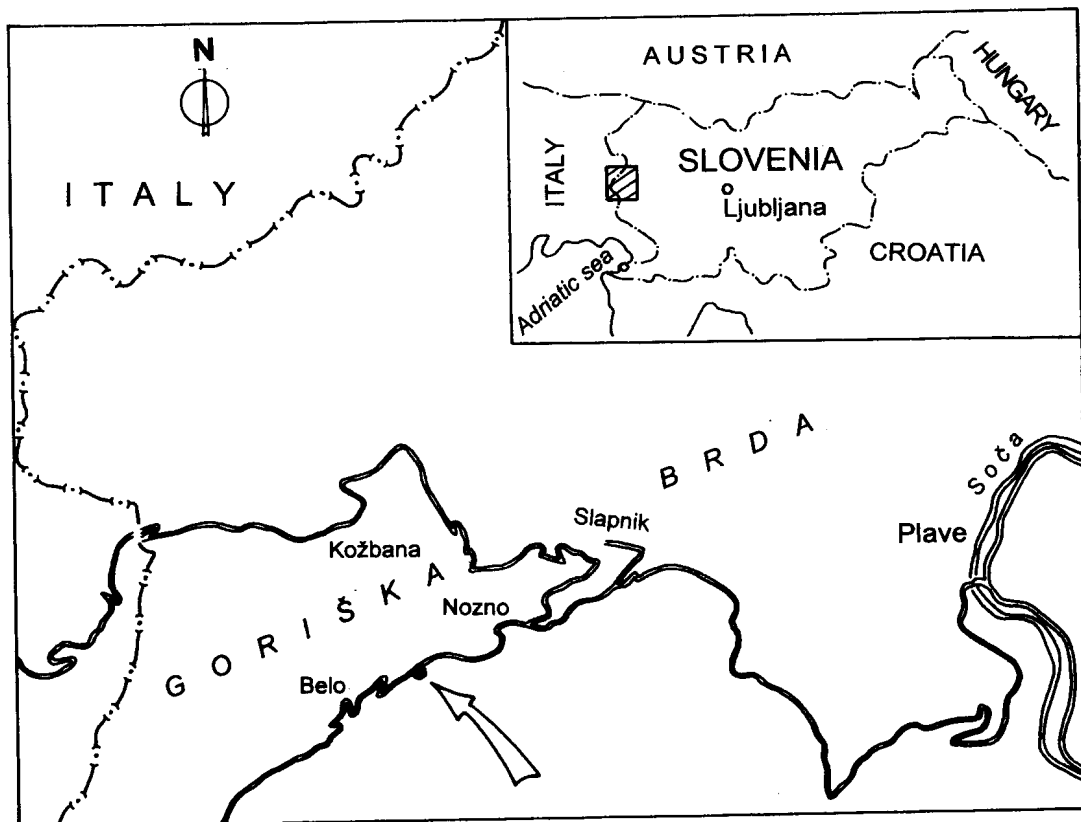 N
ITALY
AUSTRIA
HUNGARY
ITALY
SLOVENIA
Ljubljana
CROATIA
Adriatic sea
BRDA
Soča
Slapnik
Plave
Kožbana
GORIŠKA
Nozno
Belo